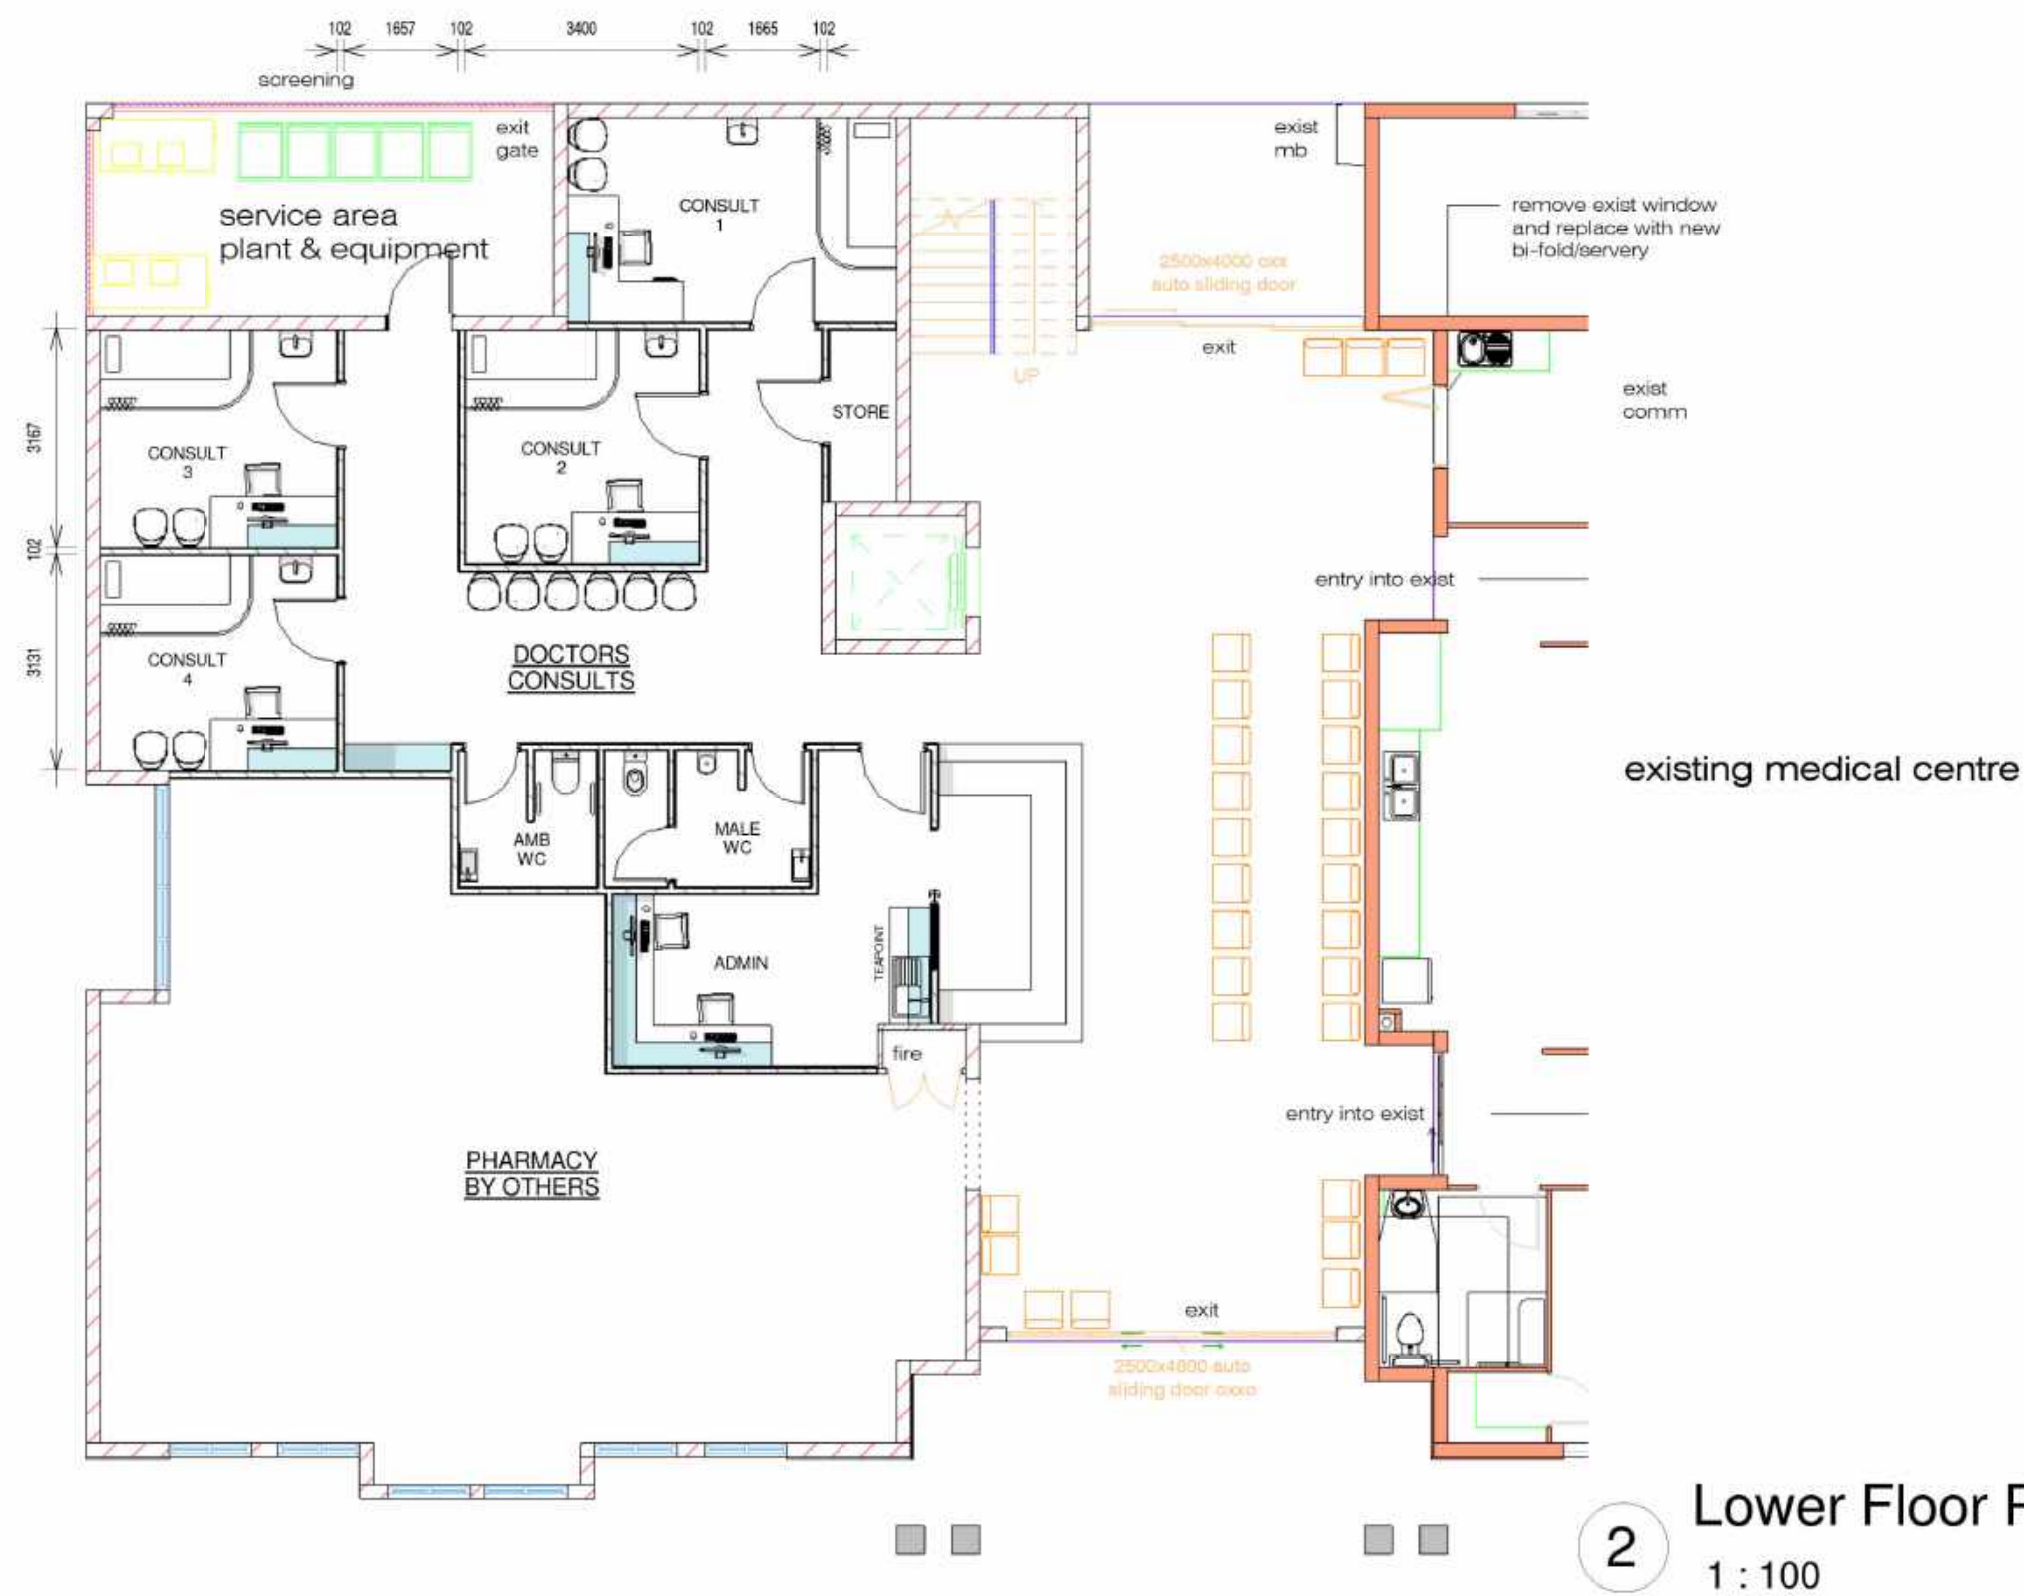 102 1657 102 3400 102 1665 102
screening
exit
gate
exist
mb
service area
plant & equipment
CONSULT
1
remove exist window
and replace with new
bi-fold/servery
2500x4000 oxx
auto sliding door
exit
UP
exist
comm
3167
102
3131
CONSULT
3
CONSULT
2
STORE
entry into exist
CONSULT
4
DOCTORS
CONSULTS
existing medical centre
AMB
WC
MALE
WC
ADMIN
TEAPOINT
fire
entry into exist
PHARMACY
BY OTHERS
exit
2500x4800 auto
sliding door oxxo
2
Lower Floor
1 : 100